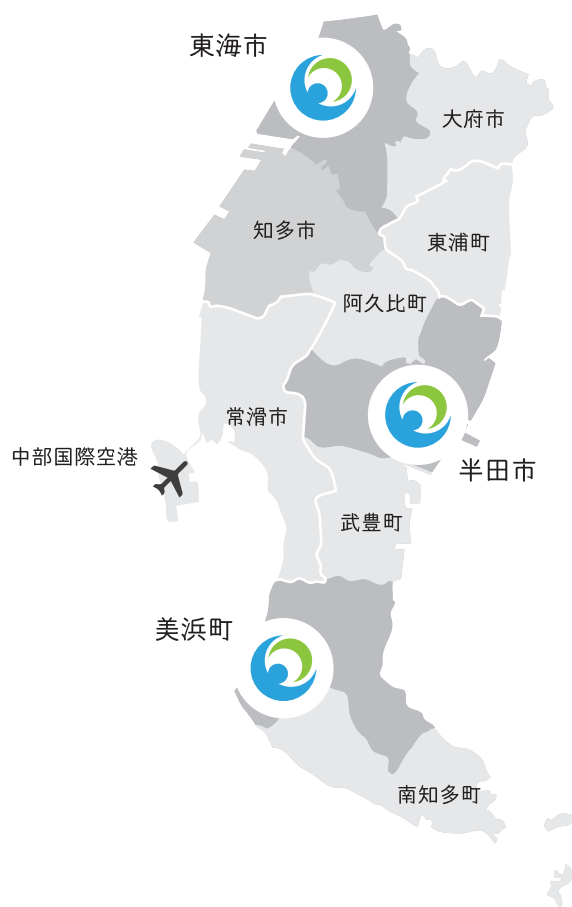 東海市
大府市
知多市
東浦町
阿久比町
常滑市
中部国際空港
半田市
武豊町
美浜町
南知多町